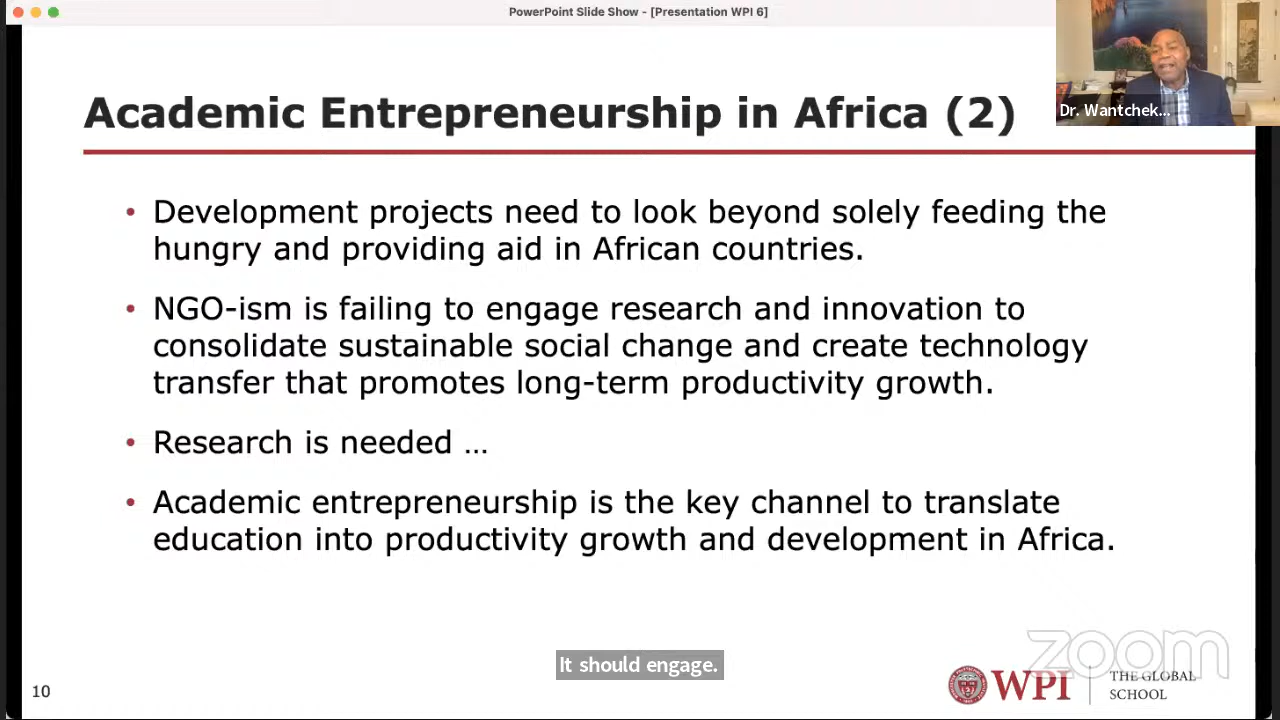 PowerPoint Slide Show - [Presentation WPI 6]
Dr. Wantchek...
Academic Entrepreneurship in Africa (2)
• Development projects need to look beyond solely feeding the
hungry and providing aid in African countries.
• NGO-ism is failing to engage research and innovation to
consolidate sustainable social change and create technology
transfer that promotes long-term productivity growth.
• Research is needed …
• Academic entrepreneurship is the key channel to translate
education into productivity growth and development in Africa.
It should engage.
zoom
10
WPI
THE GLOBAL
SCHOOL